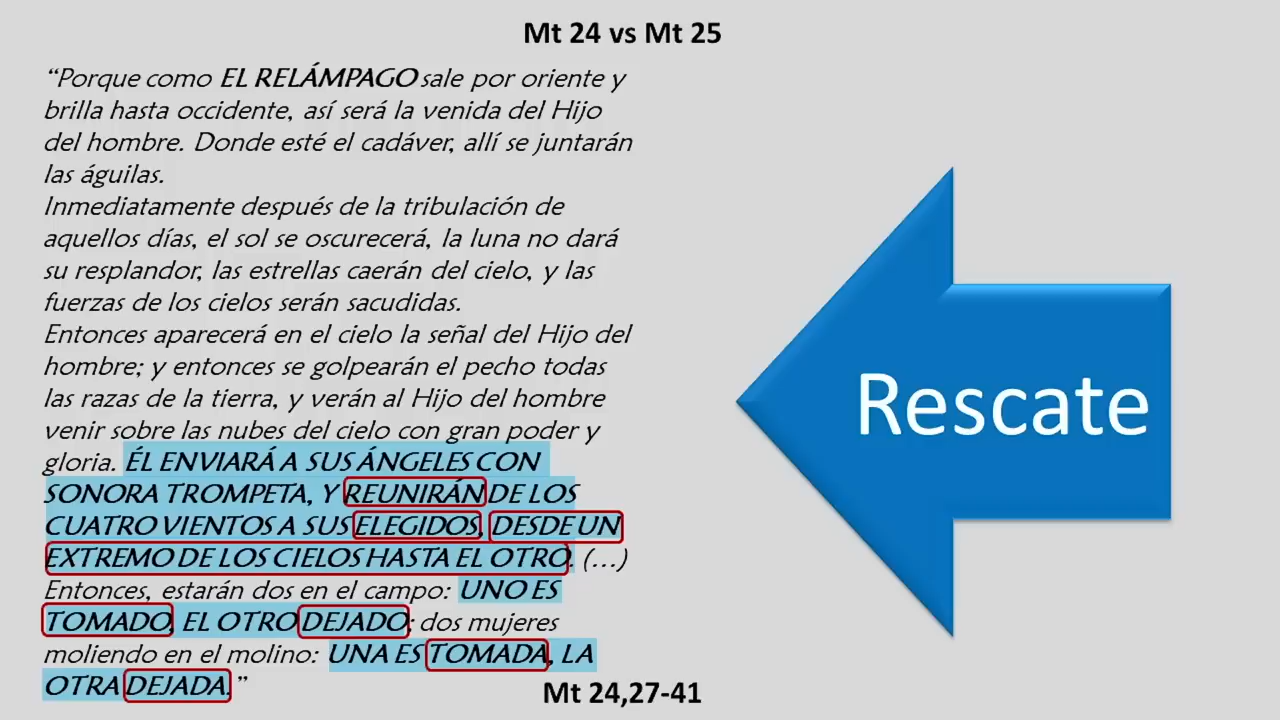 Mt 24 vs Mt 25
“Porque como EL RELÁMPAGO sale por oriente y
brilla hasta occidente, así será la venida del Hijo
del hombre. Donde esté el cadáver, allí se juntarán
las águilas.
Inmediatamente después de la tribulación de
aquellos días, el sol se oscurecerá, la luna no dará
su resplandor, las estrellas caerán del cielo, y las
fuerzas de los cielos serán sacudidas.
Entonces aparecerá en el cielo la señal del Hijo del
hombre; y entonces se golpearán el pecho todas
las razas de la tierra, y verán al Hijo del hombre
venir sobre las nubes del cielo con gran poder y
gloria. ÉL ENVIARÁ A SUS ÁNGELES CON
SONORA TROMPETA, Y REUNIRÁN DE LOS
CUATRO VIENTOS A SUS ELEGIDOS, DESDE UN
EXTREMO DE LOS CIELOS HASTA EL OTRO. (…)
Entonces, estarán dos en el campo: UNO ES
TOMADO, EL OTRO DEJADO; dos mujeres
moliendo en el molino: UNA ES TOMADA, LA
OTRA DEJADA.”
Mt 24,27-41
Rescate